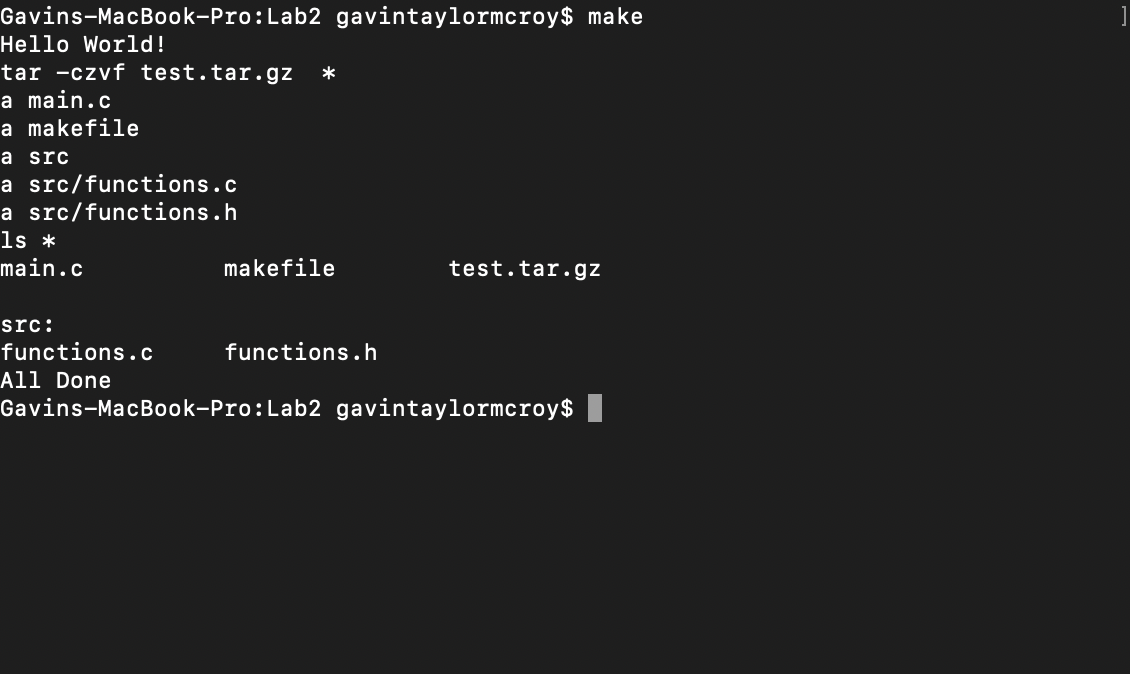 Gavins-MacBook-Pro:Lab2 gavintaylormcroy$ make ]
Hello World!
tar -czvf test.tar.gz  *
a main.c
a makefile
a src
a src/functions.c
a src/functions.h
ls *
main.c          makefile        test.tar.gz

src:
functions.c     functions.h
All Done
Gavins-MacBook-Pro:Lab2 gavintaylormcroy$